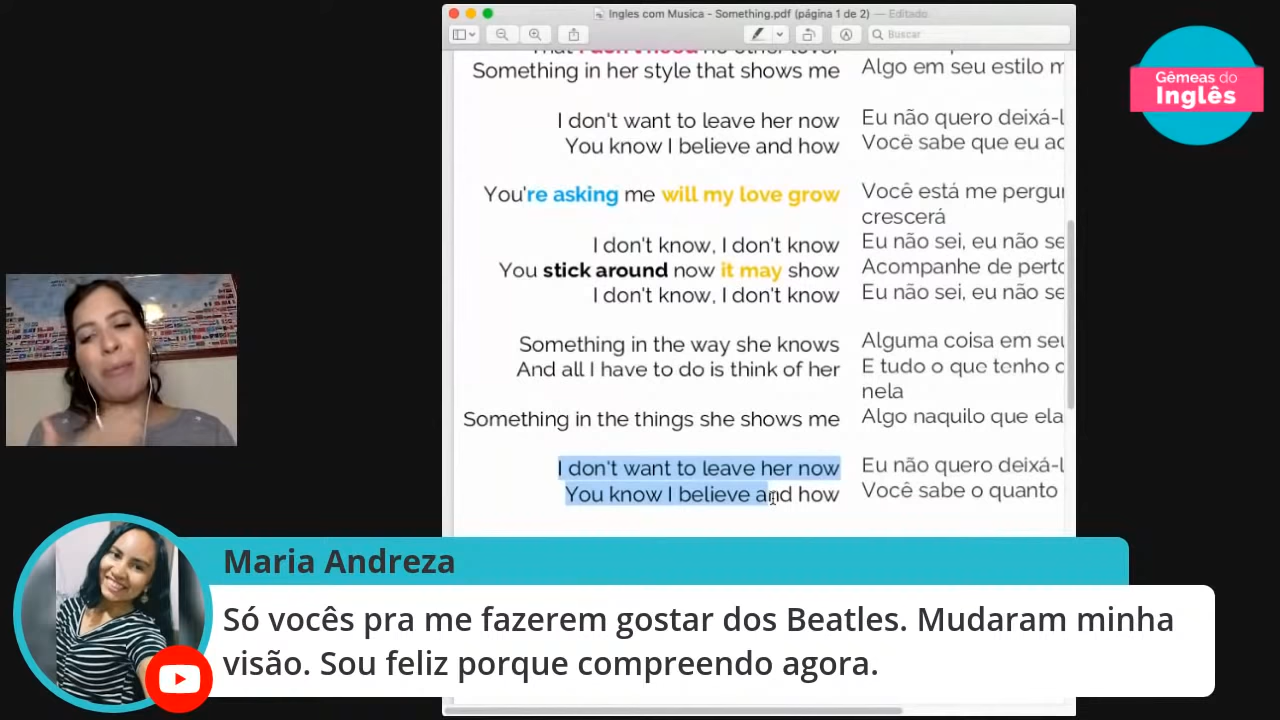 Ingles com Musica - Something.pdf (página 1 de 2) — Editado
Buscar
Gêmeas do
Inglês
Something in her style that shows me
Algo em seu estilo m
I don't want to leave her now
Eu não quero deixá-l
You know I believe and how
Você sabe que eu ac
You're asking me will my love grow
Você está me pergur
crescerá
I don't know, I don't know
Eu não sei, eu não se
You stick around now it may show
Acompanhe de perto
I don't know, I don't know
Eu não sei, eu não se
Something in the way she knows
Alguma coisa em seu
And all I have to do is think of her
E tudo o que tenho
nela
Something in the things she shows me
Algo naquilo que ela
I don't want to leave her now
Eu não quero deixá-l
You know I believe and how
Você sabe o quanto
Maria Andreza
Só vocês pra me fazerem gostar dos Beatles. Mudaram minha
visão. Sou feliz porque compreendo agora.